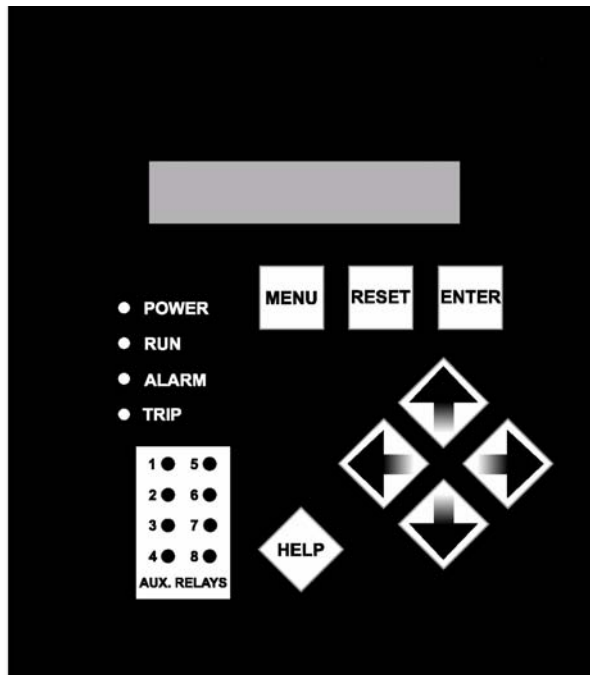 MENU RESET ENTER
POWER
RUN
ALARM
TRIP
1 5
2 6
3 7
4 8
AUX. RELAYS
HELP